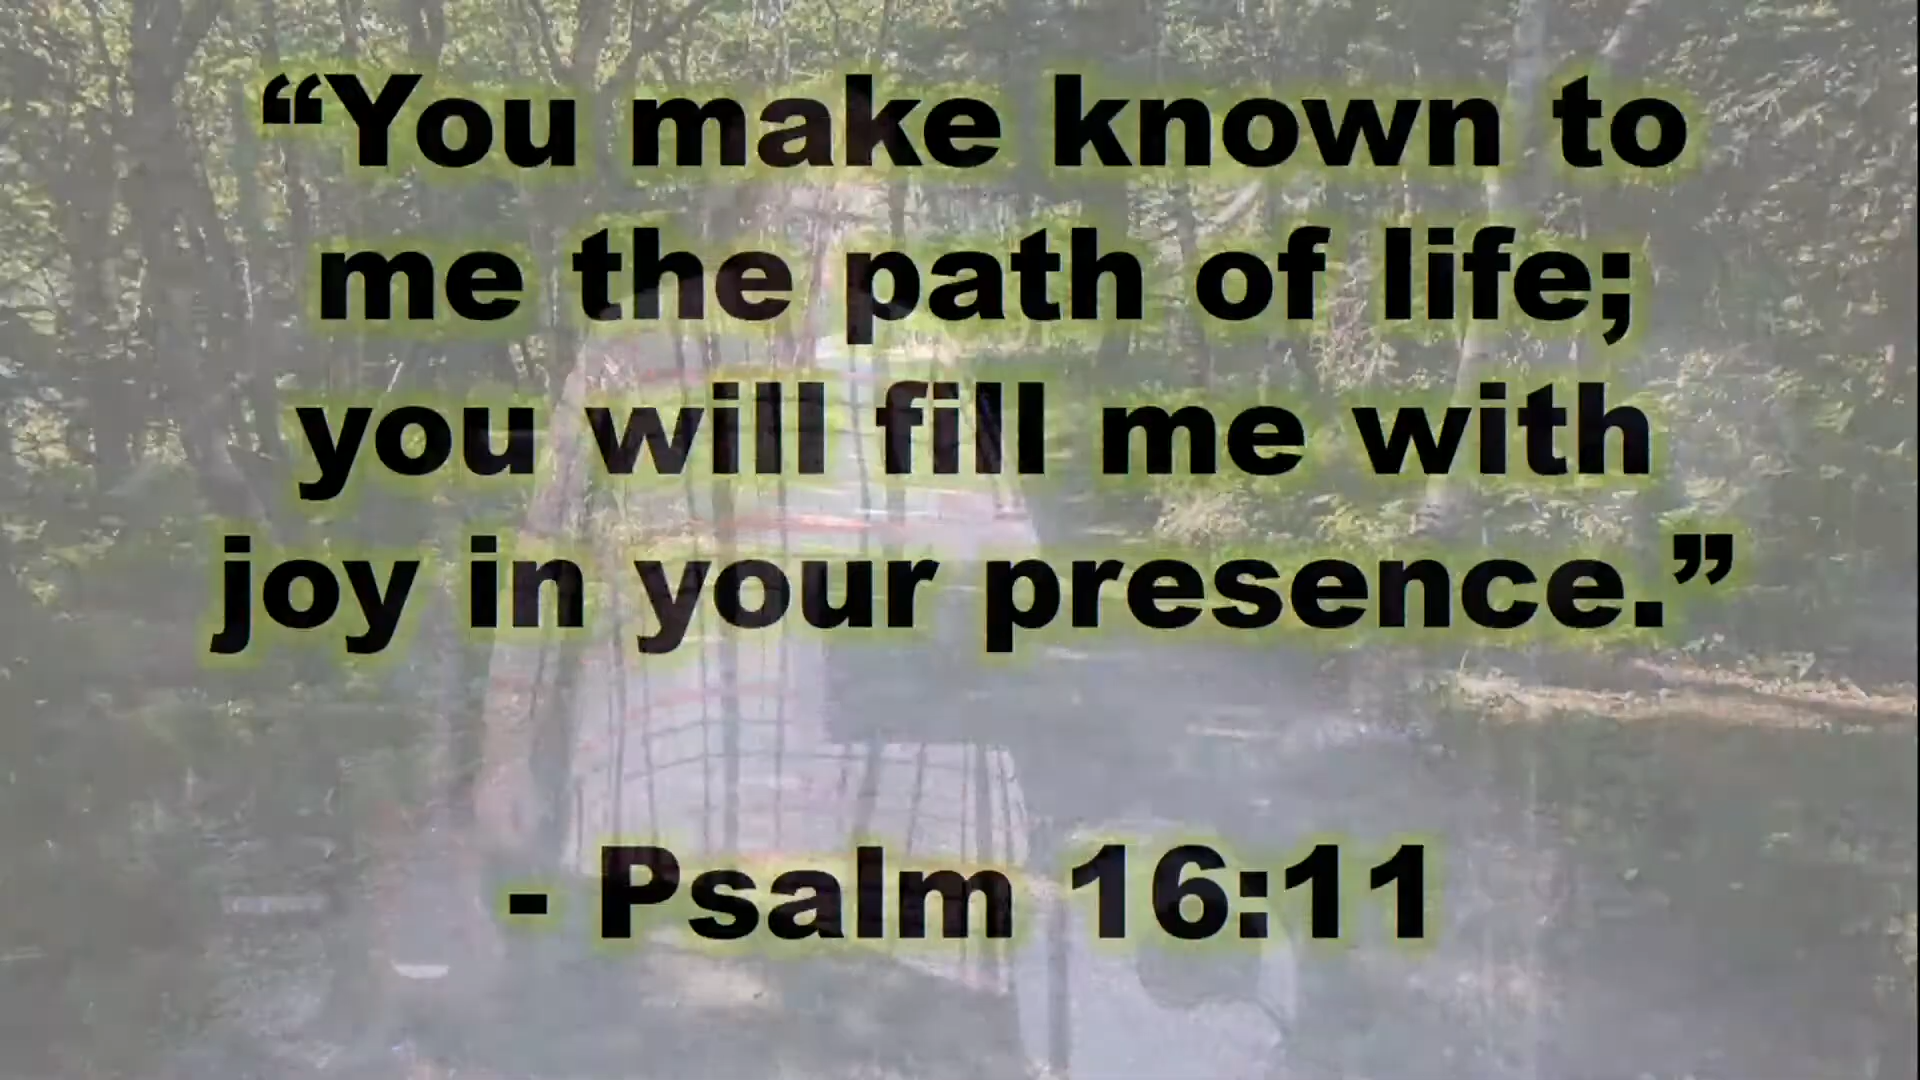 “You make known to
me the path of life;
you will fill me with
joy in your presence.”
- Psalm 16:11